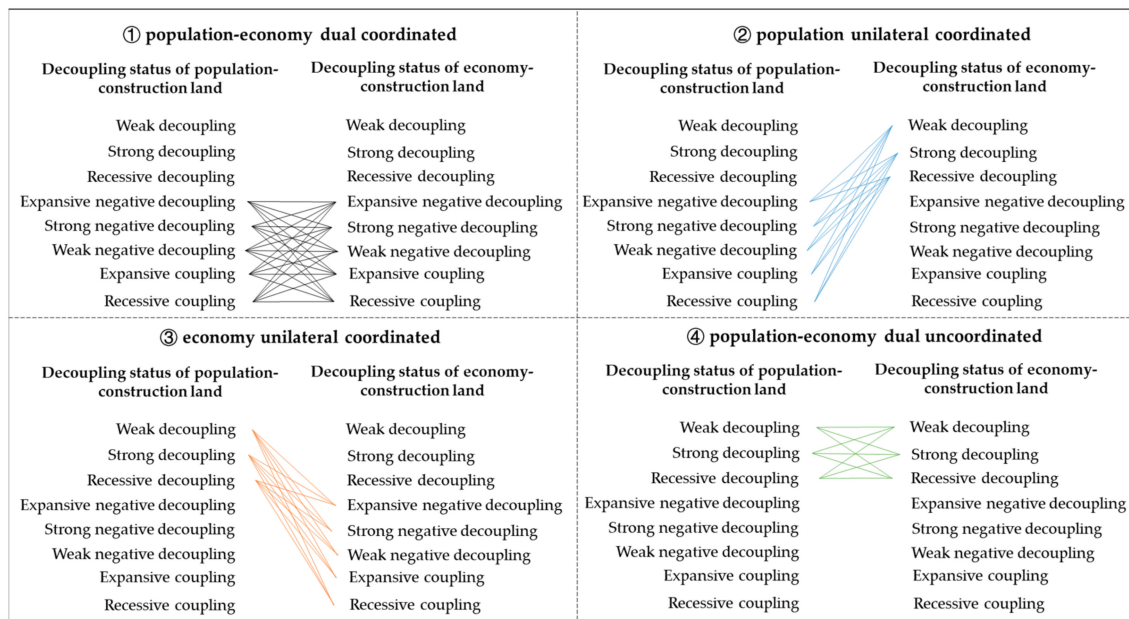 ① population-economy dual coordinated
Decoupling status of population-
construction land
Decoupling status of economy-
construction land
Weak decoupling
Strong decoupling
Recessive decoupling
Expansive negative decoupling
Strong negative decoupling
Weak negative decoupling
Expansive coupling
Recessive coupling
Weak decoupling
Strong decoupling
Recessive decoupling
Expansive negative decoupling
Strong negative decoupling
Weak negative decoupling
Expansive coupling
Recessive coupling
② population unilateral coordinated
Decoupling status of population-
construction land
Decoupling status of economy-
construction land
Weak decoupling
Strong decoupling
Recessive decoupling
Expansive negative decoupling
Strong negative decoupling
Weak negative decoupling
Expansive coupling
Recessive coupling
Weak decoupling
Strong decoupling
Recessive decoupling
Expansive negative decoupling
Strong negative decoupling
Weak negative decoupling
Expansive coupling
Recessive coupling
③ economy unilateral coordinated
Decoupling status of population-
construction land
Decoupling status of economy-
construction land
Weak decoupling
Strong decoupling
Recessive decoupling
Expansive negative decoupling
Strong negative decoupling
Weak negative decoupling
Expansive coupling
Recessive coupling
Weak decoupling
Strong decoupling
Recessive decoupling
Expansive negative decoupling
Strong negative decoupling
Weak negative decoupling
Expansive coupling
Recessive coupling
④ population-economy dual uncoordinated
Decoupling status of population-
construction land
Decoupling status of economy-
construction land
Weak decoupling
Strong decoupling
Recessive decoupling
Expansive negative decoupling
Strong negative decoupling
Weak negative decoupling
Expansive coupling
Recessive coupling
Weak decoupling
Strong decoupling
Recessive decoupling
Expansive negative decoupling
Strong negative decoupling
Weak negative decoupling
Expansive coupling
Recessive coupling